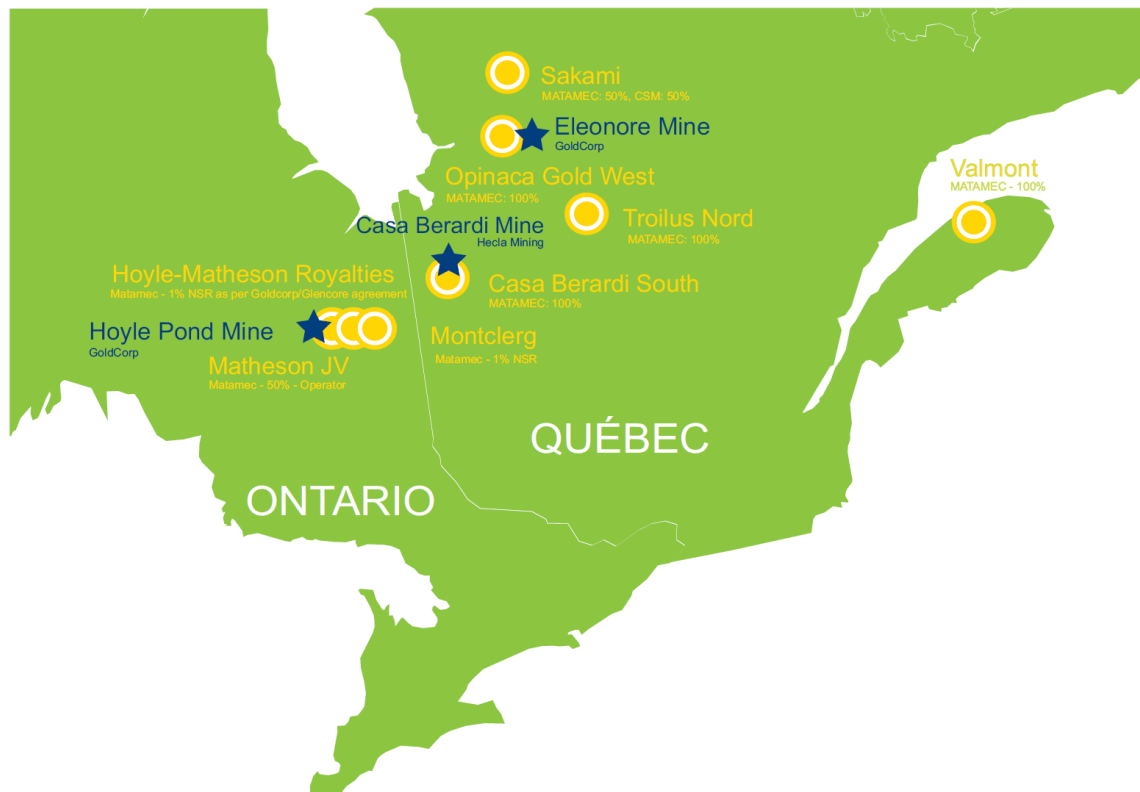 Sakami
MATAMEC: 50%, CSM: 50%
Eleonore Mine
GoldCorp
Opinaca Gold West
MATAMEC: 100%
Valmont
MATAMEC - 100%
Troilus Nord
MATAMEC: 100%
Casa Berardi Mine
Hecla Mining
Hoyle-Matheson Royalties
Matamec - 1% NSR as per Goldcorp/Glencore agreement
Casa Berardi South
MATAMEC: 100%
Hoyle Pond Mine
GoldCorp
Montclerg
Matamec - 1% NSR
Matheson JV
Matamec - 50% - Operator
QUÉBEC
ONTARIO